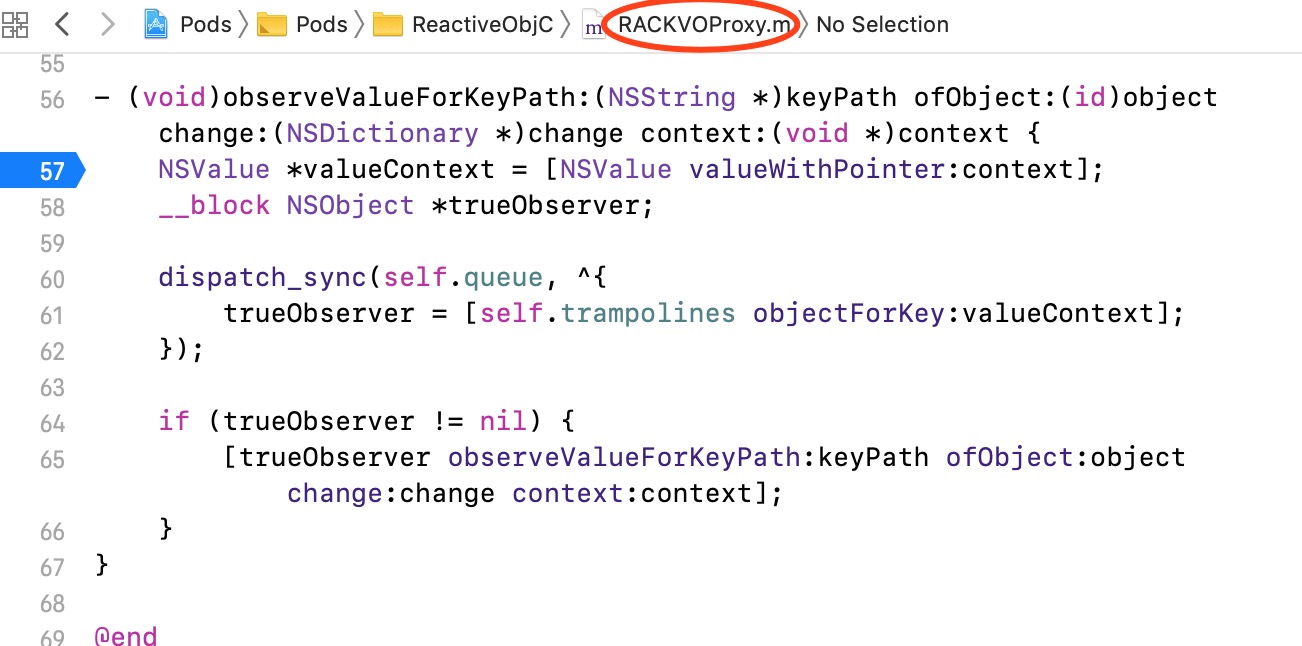 Pods Pods ReactiveObjC m RACKVOProxy.m No Selection
55
56 - (void)observeValueForKeyPath:(NSString *)keyPath ofObject:(id)object
change:(NSDictionary *)change context:(void *)context {
57 NSValue *valueContext = [NSValue valueWithPointer:context];
58 __block NSObject *trueObserver;
59
60 dispatch_sync(self.queue, ^{
61 trueObserver = [self.trampolines objectForKey:valueContext];
62 });
63
64 if (trueObserver != nil) {
65 [trueObserver observeValueForKeyPath:keyPath ofObject:object
change:change context:context];
66 }
67 }
68
69 @end